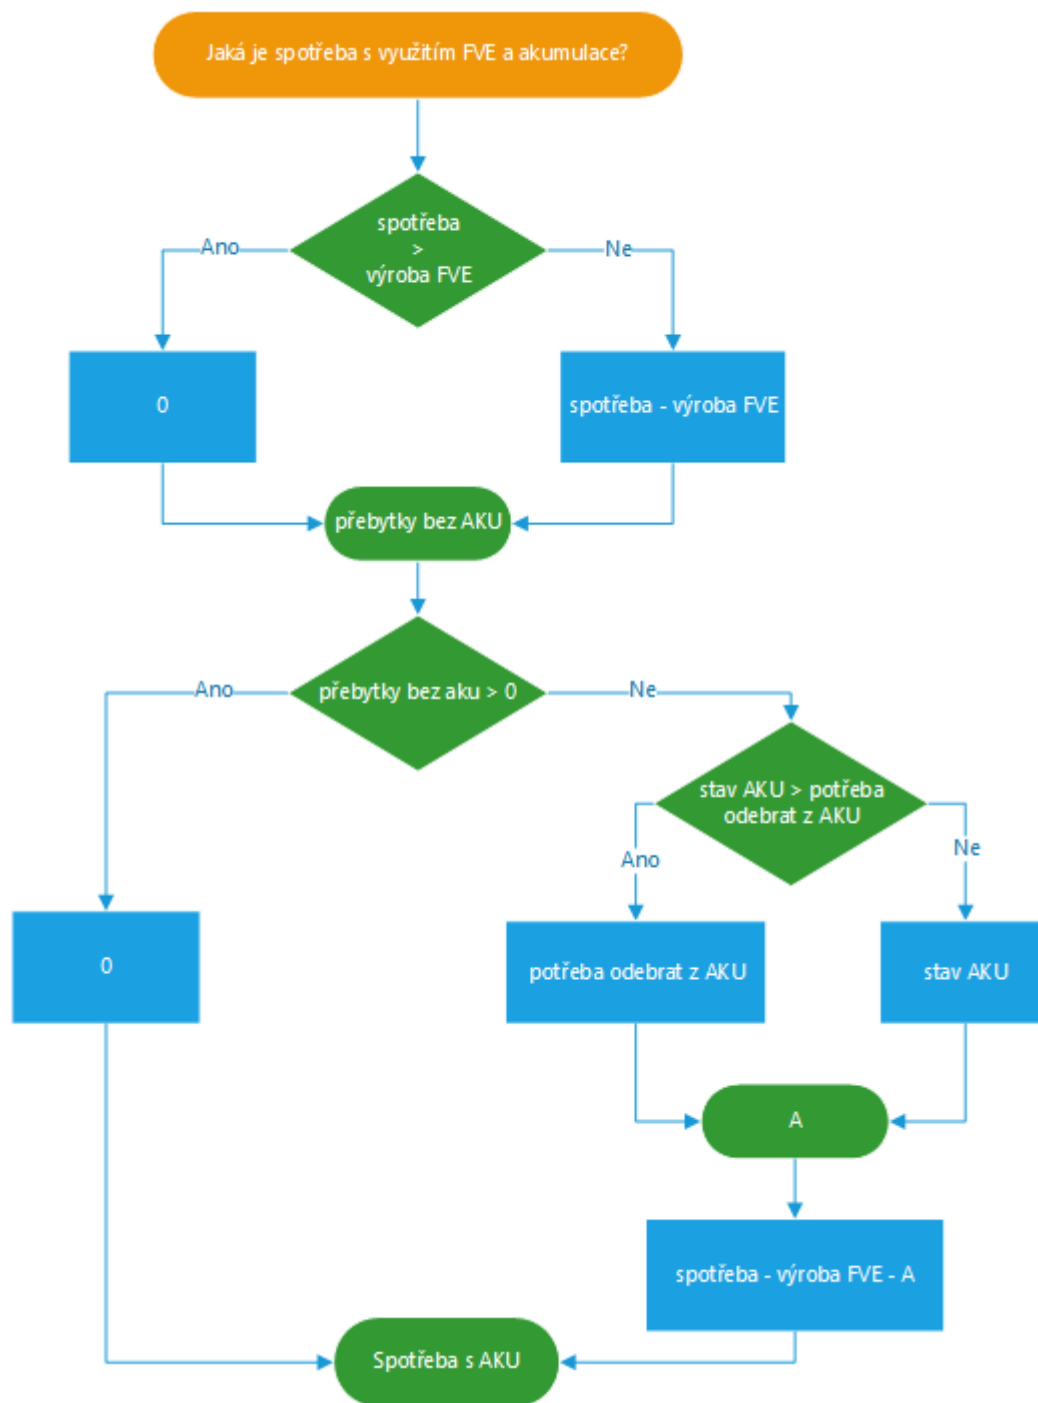 Jaká je spotřeba s využitím FVE a akumulace?
spotřeba
>
výroba FVE
Ano
Ne
0
spotřeba - výroba FVE
přebytky bez AKU
přebytky bez aku > 0
Ano
Ne
stav AKU > potřeba
odebrat z AKU
Ano
Ne
0
potřeba odebrat z AKU
stav AKU
A
spotřeba - výroba FVE - A
Spotřeba s AKU